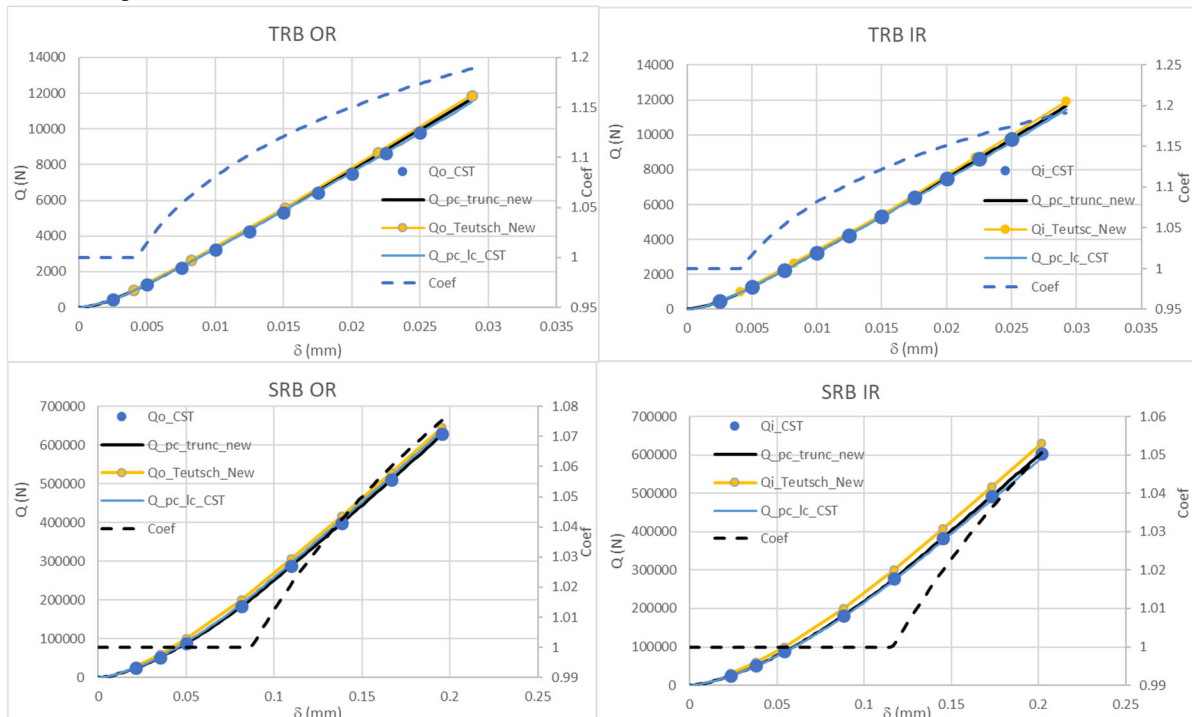 TRB OR
14000
12000
10000
8000
6000
4000
2000
0
Q (N)
1.2
1.15
1.1
1.05
1
0.95
Coef
Qo_CST
Q_pc_trunc_new
Qo_Teutsch_New
Q_pc_lc_CST
Coef
0 0.005 0.01 0.015 0.02 0.025 0.03 0.035
δ (mm)
TRB IR
14000
12000
10000
8000
6000
4000
2000
0
Q (N)
1.25
1.20
1.15
1.10
1.05
1
0.95
Coef
Qi_CST
Q_pc_trunc_new
Qi_Teutsc_New
Q_pc_lc_CST
Coef
0 0.005 0.01 0.015 0.02 0.025 0.03 0.035
δ (mm)
SRB OR
700000
600000
500000
400000
300000
200000
100000
0
Q (N)
1.08
1.07
1.06
1.05
1.04
1.03
1.02
1.01
1
0.99
Coef
Qo_CST
Q_pc_trunc_new
Qo_Teutsch_New
Q_pc_lc_CST
Coef
0 0.05 0.1 0.15 0.2 0.25
δ (mm)
SRB IR
700000
600000
500000
400000
300000
200000
100000
0
Q (N)
1.06
1.05
1.04
1.03
1.02
1.01
1
0.99
Coef
Qi_CST
Q_pc_trunc_new
Qi_Teutsch_New
Q_pc_lc_CST
Coef
0 0.05 0.1 0.15 0.2 0.25
δ (mm)